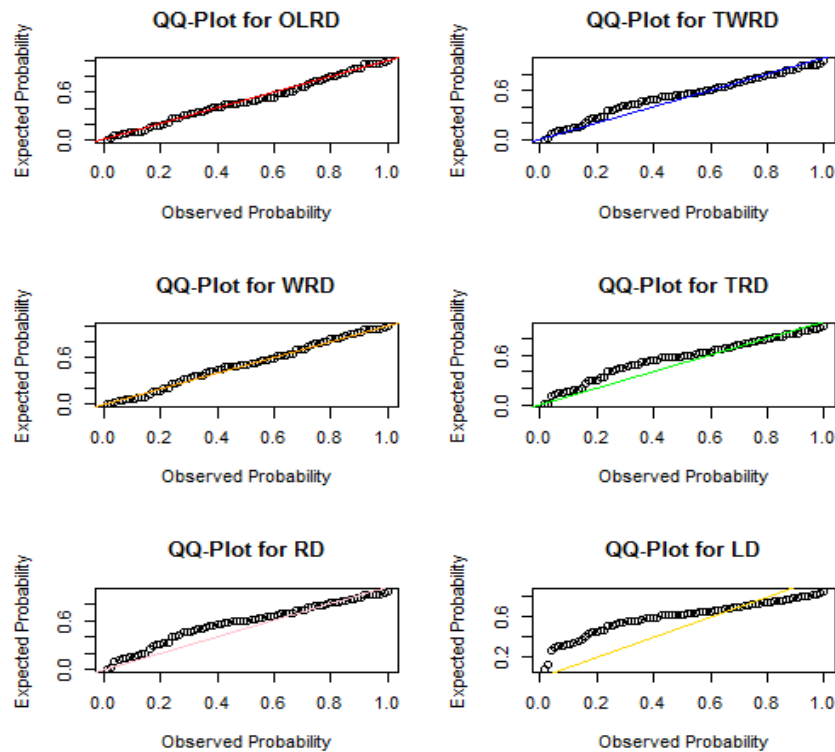 QQ-Plot for OLRD
Expected Probability
0.0 0.6
0.0 0.2 0.4 0.6 0.8 1.0
Observed Probability
QQ-Plot for TWRD
Expected Probability
0.0 0.6
0.0 0.2 0.4 0.6 0.8 1.0
Observed Probability
QQ-Plot for WRD
Expected Probability
0.0 0.6
0.0 0.2 0.4 0.6 0.8 1.0
Observed Probability
QQ-Plot for TRD
Expected Probability
0.0 0.6
0.0 0.2 0.4 0.6 0.8 1.0
Observed Probability
QQ-Plot for RD
Expected Probability
0.0 0.6
0.0 0.2 0.4 0.6 0.8 1.0
Observed Probability
QQ-Plot for LD
Expected Probability
0.2 0.6
0.0 0.2 0.4 0.6 0.8 1.0
Observed Probability